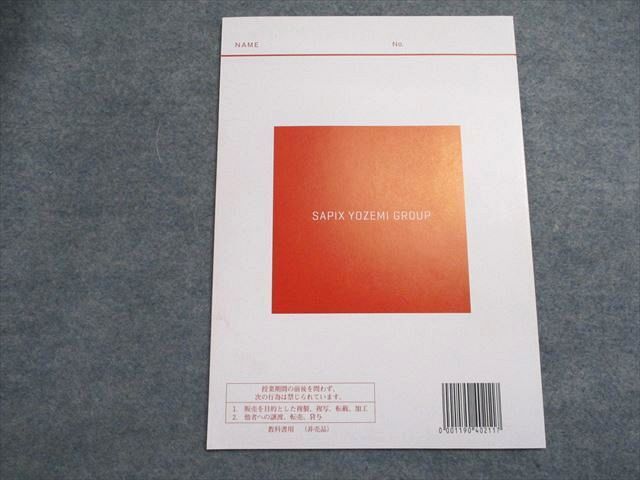 NAME No.
SAPIX YOZEMI GROUP
授業期間の前後を問わず、
次の行為は禁じられています。
1. 販売を目的とした複製、複写、転載、加工
2. 他者への譲渡、転売、貸与
教科書用 (非売品)
0001190402117